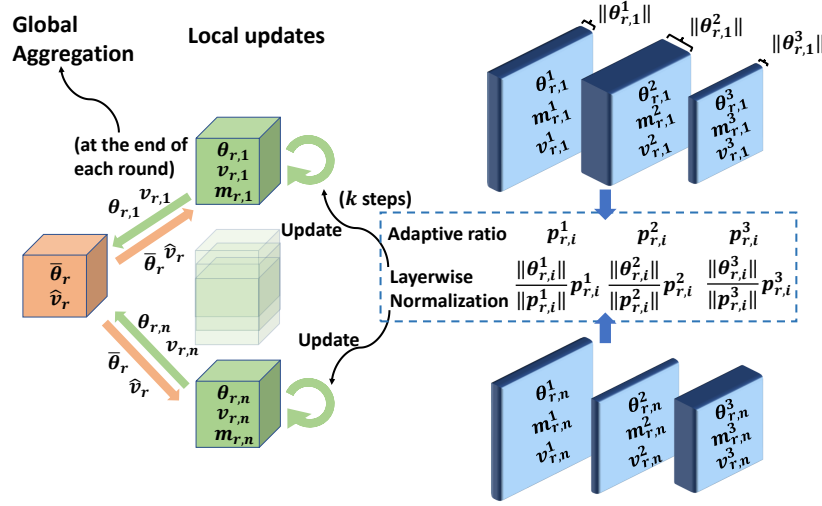 Global
Aggregation
Local updates
(at the end of
each round)
θ_{r,1}
v_{r,1}
m_{r,1}
θ_{r,1} v_{r,1}
θ̄_r v̂_r
(k steps)
Update
θ̄_r
v̂_r
θ_{r,n}
v_{r,n}
θ̄_r
v̂_r
Update
θ_{r,n}
v_{r,n}
m_{r,n}
‖θ^1_{r,1}‖ ‖θ^2_{r,1}‖ ‖θ^3_{r,1}‖
θ^1_{r,1}
m^1_{r,1}
v^1_{r,1}
θ^2_{r,1}
m^2_{r,1}
v^2_{r,1}
θ^3_{r,1}
m^3_{r,1}
v^3_{r,1}
Adaptive ratio p^1_{r,i} p^2_{r,i} p^3_{r,i}
Layerwise
Normalization
‖θ^1_{r,i}‖
‖p^1_{r,i}‖ p^1_{r,i}
‖θ^2_{r,i}‖
‖p^2_{r,i}‖ p^2_{r,i}
‖θ^3_{r,i}‖
‖p^3_{r,i}‖ p^3_{r,i}
θ^1_{r,n}
m^1_{r,n}
v^1_{r,n}
θ^2_{r,n}
m^2_{r,n}
v^2_{r,n}
θ^3_{r,n}
m^3_{r,n}
v^3_{r,n}